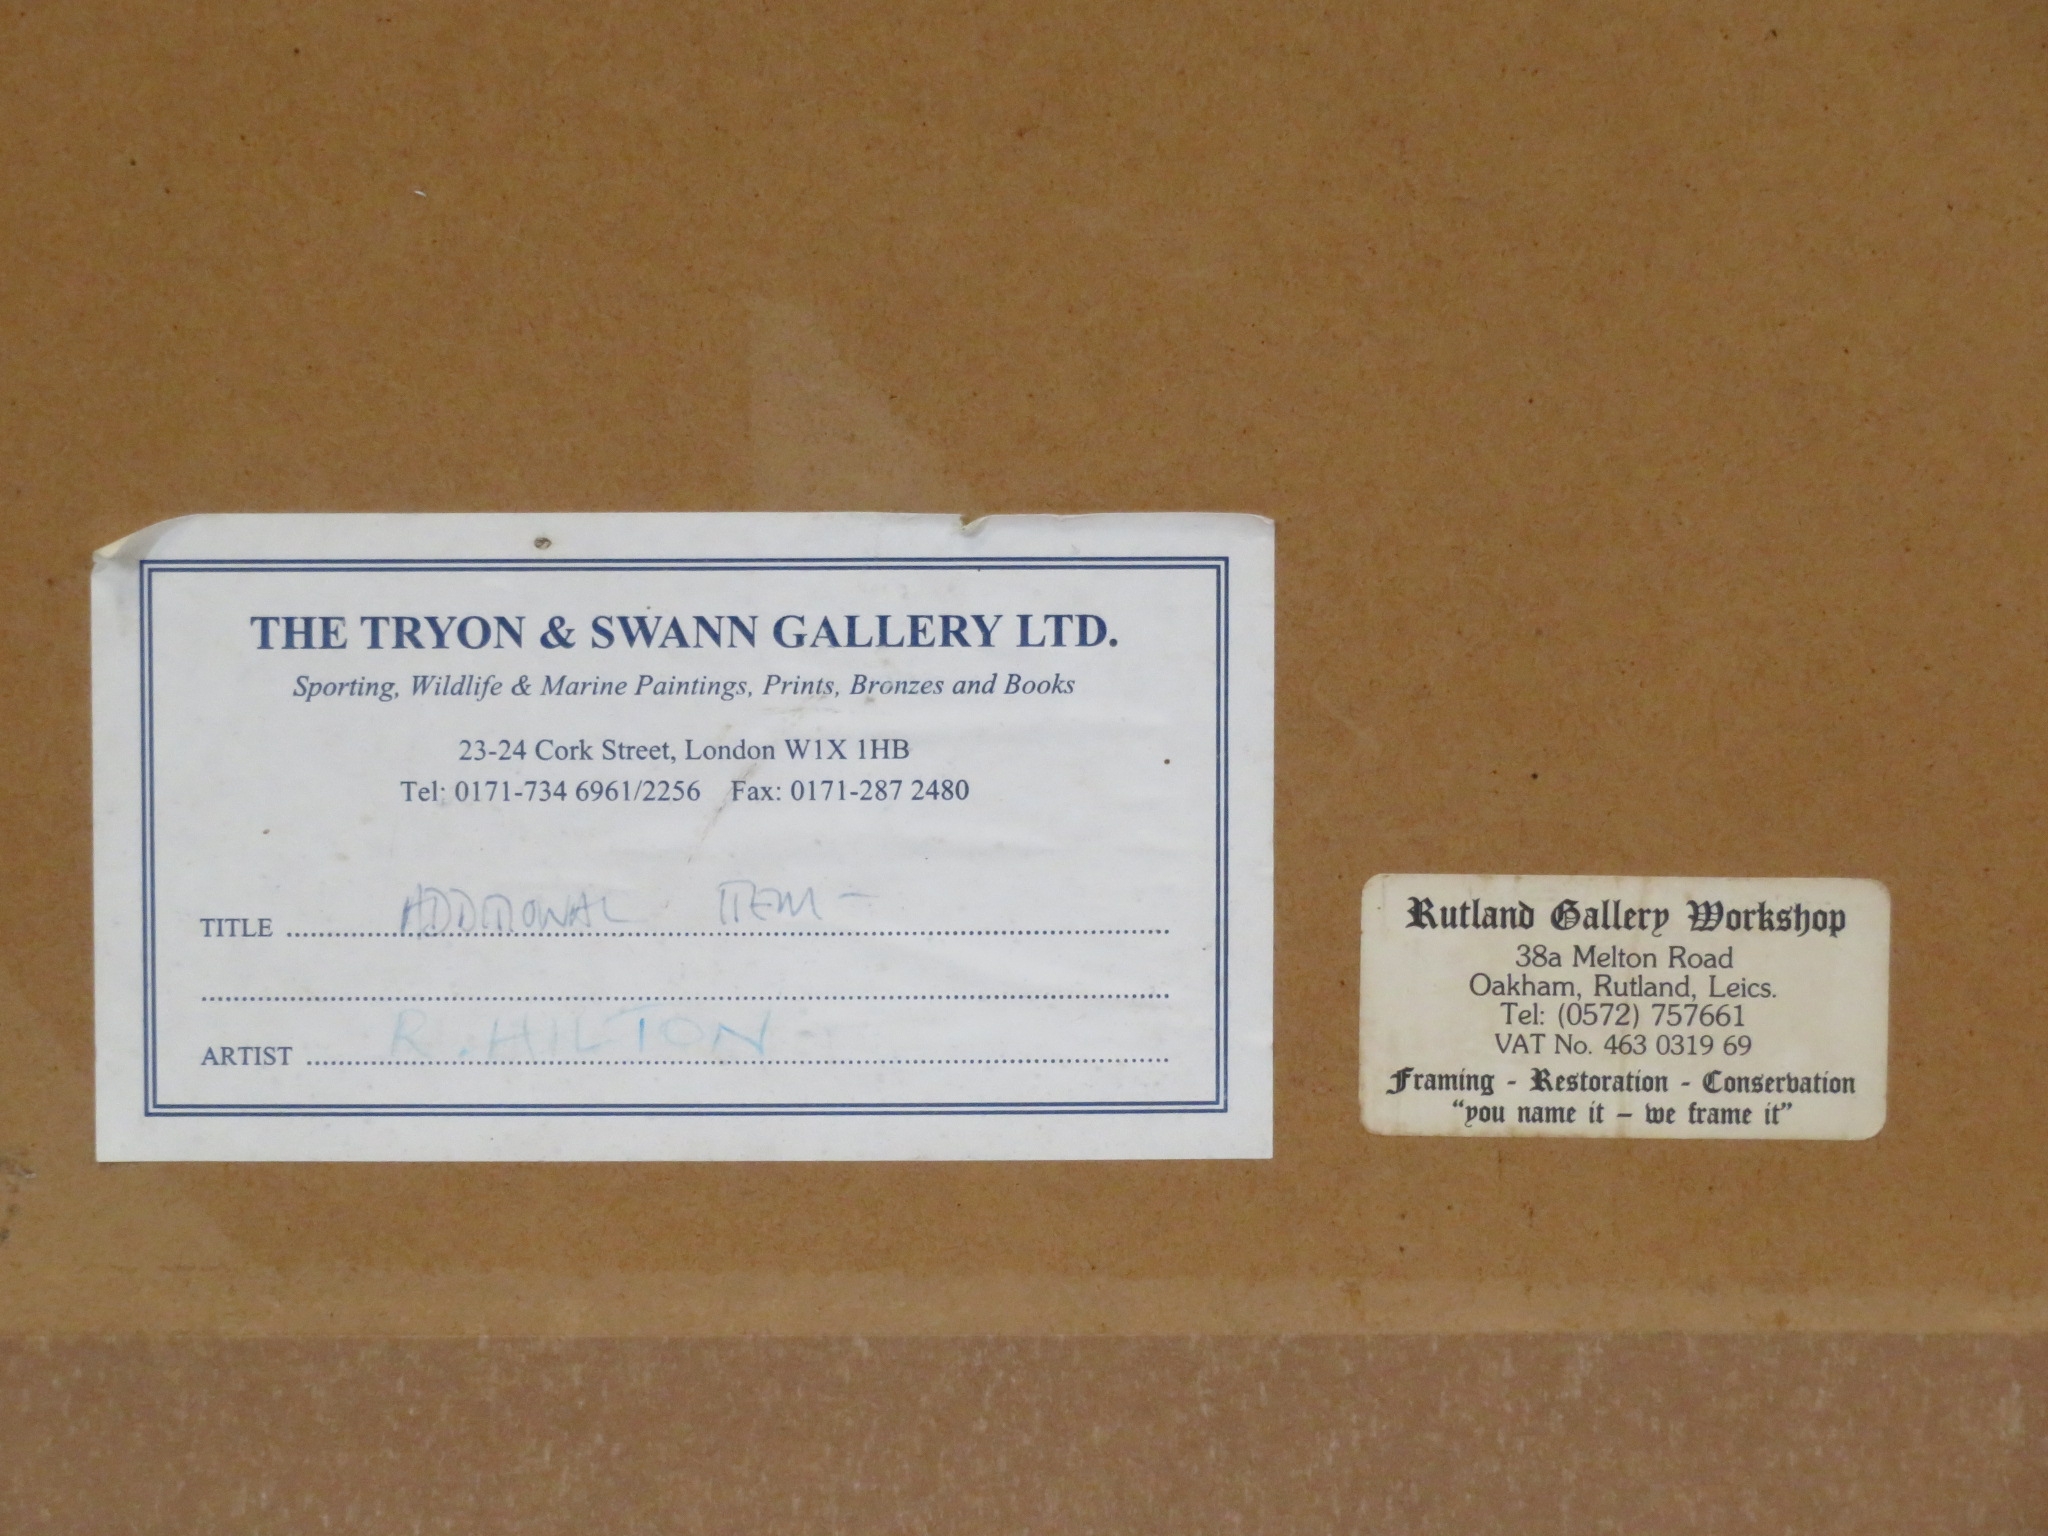 THE TRYON & SWANN GALLERY LTD.
Sporting, Wildlife & Marine Paintings, Prints, Bronzes and Books
23-24 Cork Street, London W1X 1HB
Tel: 0171-734 6961/2256 Fax: 0171-287 2480
TITLE ADDITIONAL ITEM -
ARTIST R. HILTON
Rutland Gallery Workshop
38a Melton Road
Oakham, Rutland, Leics.
Tel: (0572) 757661
VAT No. 463 0319 69
Framing - Restoration - Conservation
“you name it – we frame it”